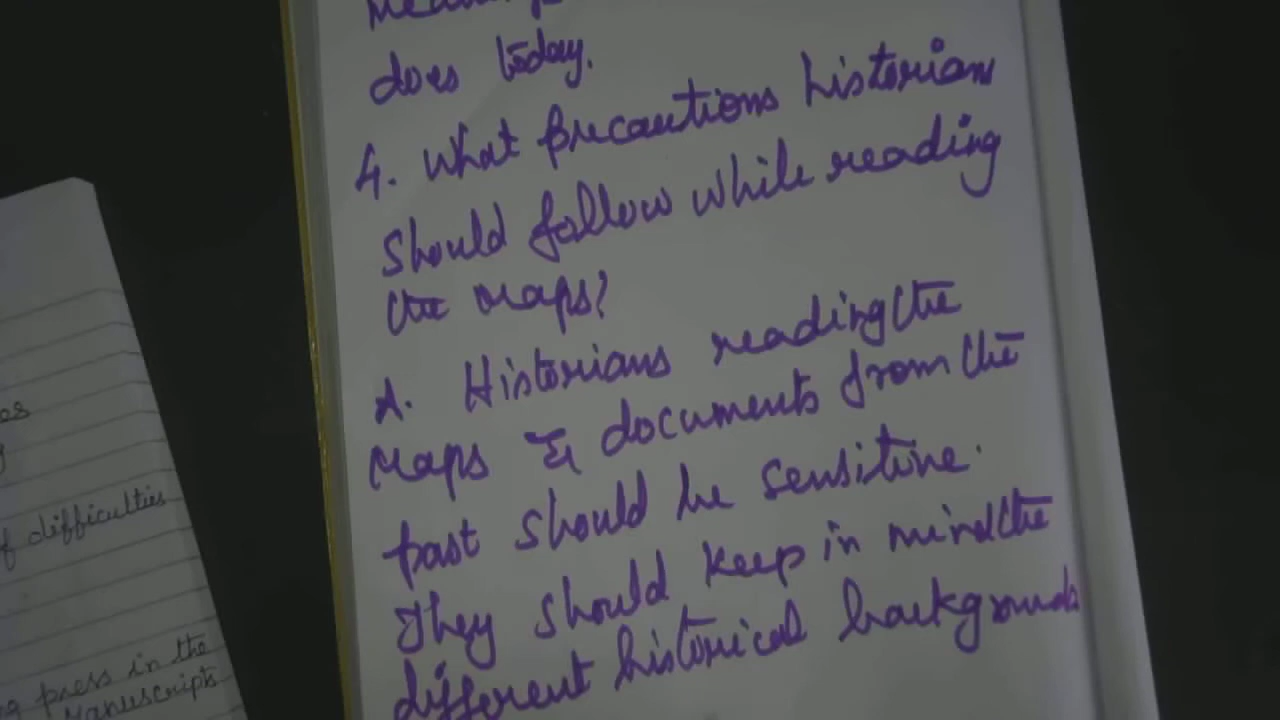 does today.
4. What Precautions historians
should follow while reading
the maps?
A. Historians reading the
maps & documents from the
past should be sensitive.
They should keep in mind the
different historical backgrounds
of difficulties
press in the
Manuscripts